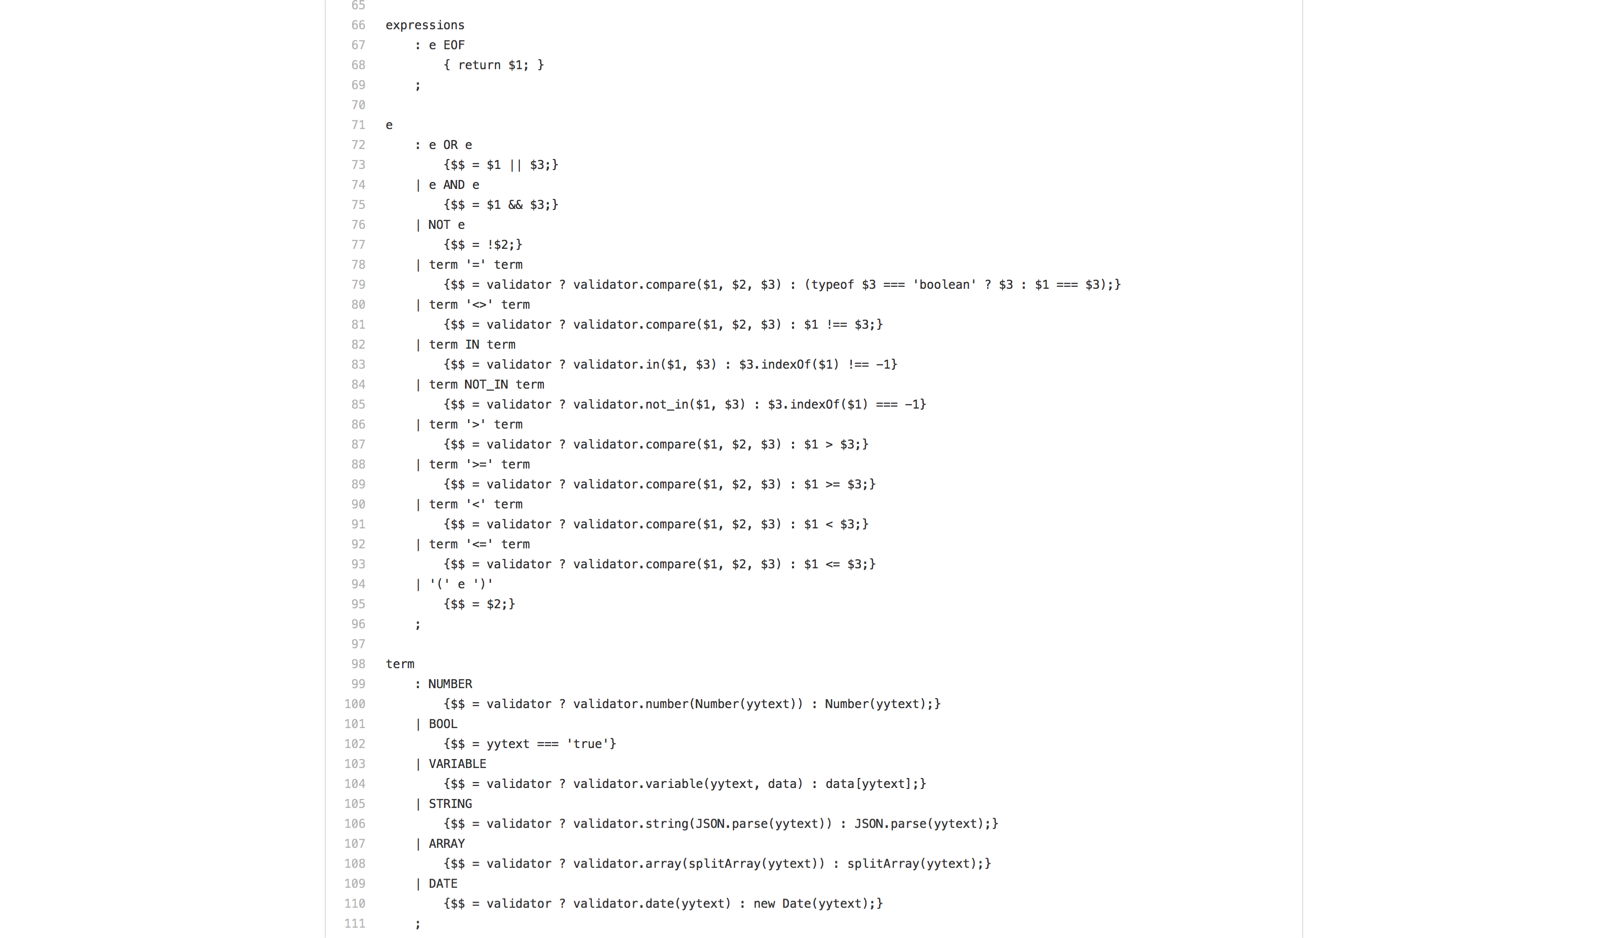 65
66 expressions
67     : e EOF
68         { return $1; }
69     ;
70
71 e
72     : e OR e
73         {$$ = $1 || $3;}
74     | e AND e
75         {$$ = $1 && $3;}
76     | NOT e
77         {$$ = !$2;}
78     | term '=' term
79         {$$ = validator ? validator.compare($1, $2, $3) : (typeof $3 === 'boolean' ? $3 : $1 === $3);}
80     | term '<>' term
81         {$$ = validator ? validator.compare($1, $2, $3) : $1 !== $3;}
82     | term IN term
83         {$$ = validator ? validator.in($1, $3) : $3.indexOf($1) !== -1}
84     | term NOT_IN term
85         {$$ = validator ? validator.not_in($1, $3) : $3.indexOf($1) === -1}
86     | term '>' term
87         {$$ = validator ? validator.compare($1, $2, $3) : $1 > $3;}
88     | term '>=' term
89         {$$ = validator ? validator.compare($1, $2, $3) : $1 >= $3;}
90     | term '<' term
91         {$$ = validator ? validator.compare($1, $2, $3) : $1 < $3;}
92     | term '<=' term
93         {$$ = validator ? validator.compare($1, $2, $3) : $1 <= $3;}
94     | '(' e ')'
95         {$$ = $2;}
96     ;
97
98 term
99     : NUMBER
100         {$$ = validator ? validator.number(Number(yytext)) : Number(yytext);}
101     | BOOL
102         {$$ = yytext === 'true'}
103     | VARIABLE
104         {$$ = validator ? validator.variable(yytext, data) : data[yytext];}
105     | STRING
106         {$$ = validator ? validator.string(JSON.parse(yytext)) : JSON.parse(yytext);}
107     | ARRAY
108         {$$ = validator ? validator.array(splitArray(yytext)) : splitArray(yytext);}
109     | DATE
110         {$$ = validator ? validator.date(yytext) : new Date(yytext);}
111     ;